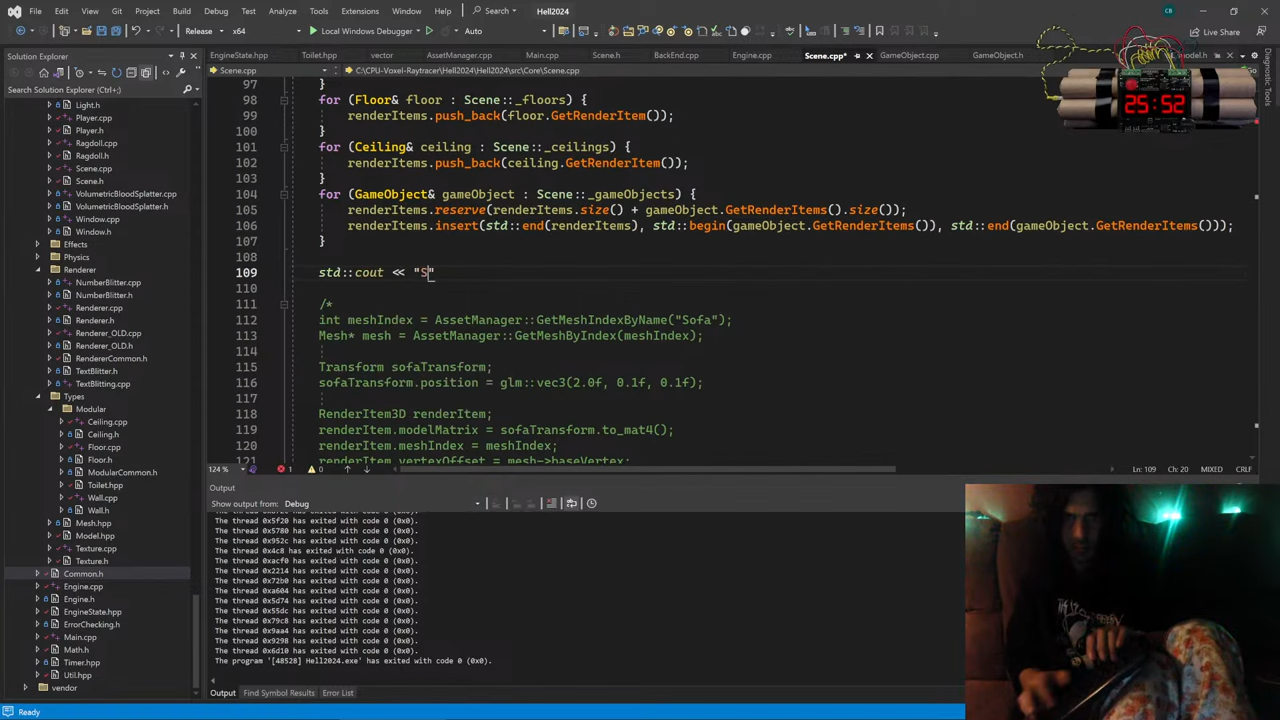 File Edit View Git Project Build Debug Test Analyze Tools Extensions Window Help Search Hell2024 CB
Release x64 Local Windows Debugger Auto Live Share
Solution Explorer
Search Solution Explorer (Ctrl+;)
Light.h
Player.cpp
Player.h
Ragdoll.cpp
Ragdoll.h
Scene.cpp
Scene.h
VolumetricBloodSplatter.cpp
VolumetricBloodSplatter.h
Window.cpp
Window.h
Effects
Physics
Renderer
NumberBlitter.cpp
NumberBlitter.h
Renderer.cpp
Renderer.h
Renderer_OLD.cpp
Renderer_OLD.h
RendererCommon.h
TextBlitter.h
TextBlitting.cpp
Types
Modular
Ceiling.cpp
Ceiling.h
Floor.cpp
Floor.h
ModularCommon.h
Toilet.hpp
Wall.cpp
Wall.h
Mesh.hpp
Model.hpp
Texture.cpp
Texture.h
Common.h
Engine.cpp
Engine.h
EngineState.hpp
ErrorChecking.h
Main.cpp
Math.h
Timer.hpp
Util.hpp
vendor
EngineState.hpp Toilet.hpp vector AssetManager.cpp Main.cpp Scene.h BackEnd.cpp Engine.cpp Scene.cpp* GameObject.cpp GameObject.h
Scene.cpp C:\CPU-Voxel-Raytracer\Hell2024\Hell2024\src\Core\Scene.cpp
25:52
97 }
98 for (Floor& floor : Scene::_floors) {
99 renderItems.push_back(floor.GetRenderItem());
100 }
101 for (Ceiling& ceiling : Scene::_ceilings) {
102 renderItems.push_back(ceiling.GetRenderItem());
103 }
104 for (GameObject& gameObject : Scene::_gameObjects) {
105 renderItems.reserve(renderItems.size() + gameObject.GetRenderItems().size());
106 renderItems.insert(std::end(renderItems), std::begin(gameObject.GetRenderItems()), std::end(gameObject.GetRenderItems()));
107 }
108
109 std::cout << "S"
110
111 /*
112 int meshIndex = AssetManager::GetMeshIndexByName("Sofa");
113 Mesh* mesh = AssetManager::GetMeshByIndex(meshIndex);
114
115 Transform sofaTransform;
116 sofaTransform.position = glm::vec3(2.0f, 0.1f, 0.1f);
117
118 RenderItem3D renderItem;
119 renderItem.modelMatrix = sofaTransform.to_mat4();
120 renderItem.meshIndex = meshIndex;
121 renderItem.vertexOffset = mesh->baseVertex;
124 % 1 0 Ln: 109 Ch: 20 MIXED CRLF
Output
Show output from: Debug
The thread 0x5f20 has exited with code 0 (0x0).
The thread 0x5780 has exited with code 0 (0x0).
The thread 0x952c has exited with code 0 (0x0).
The thread 0x4c8 has exited with code 0 (0x0).
The thread 0xacf0 has exited with code 0 (0x0).
The thread 0x2214 has exited with code 0 (0x0).
The thread 0x72b0 has exited with code 0 (0x0).
The thread 0xa604 has exited with code 0 (0x0).
The thread 0x5d74 has exited with code 0 (0x0).
The thread 0x55dc has exited with code 0 (0x0).
The thread 0x79c8 has exited with code 0 (0x0).
The thread 0x9aa4 has exited with code 0 (0x0).
The thread 0x9298 has exited with code 0 (0x0).
The thread 0x6d10 has exited with code 0 (0x0).
The program '[48528] Hell2024.exe' has exited with code 0 (0x0).
Output Find Symbol Results Error List
Ready